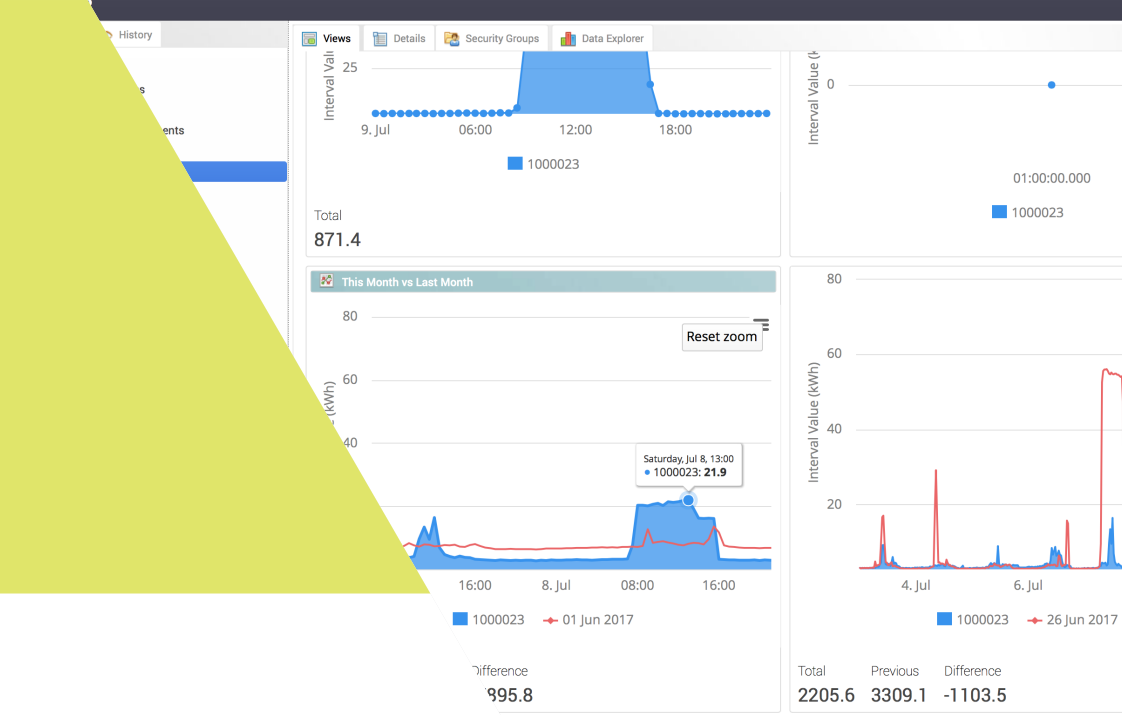 History
Views
Details
Security Groups
Data Explorer
25
9. Jul
06:00
12:00
18:00
1000023
Total
871.4
Interval Value (k
0
01:00:00.000
1000023
This Month vs Last Month
80
Reset zoom
60
(kWh)
40
Saturday, Jul 8, 13:00
1000023: 21.9
16:00
8. Jul
08:00
16:00
1000023
01 Jun 2017
Difference
895.8
80
60
Interval Value (kWh)
40
20
4. Jul
6. Jul
1000023
26 Jun 2017
Total
Previous
Difference
2205.6
3309.1
-1103.5